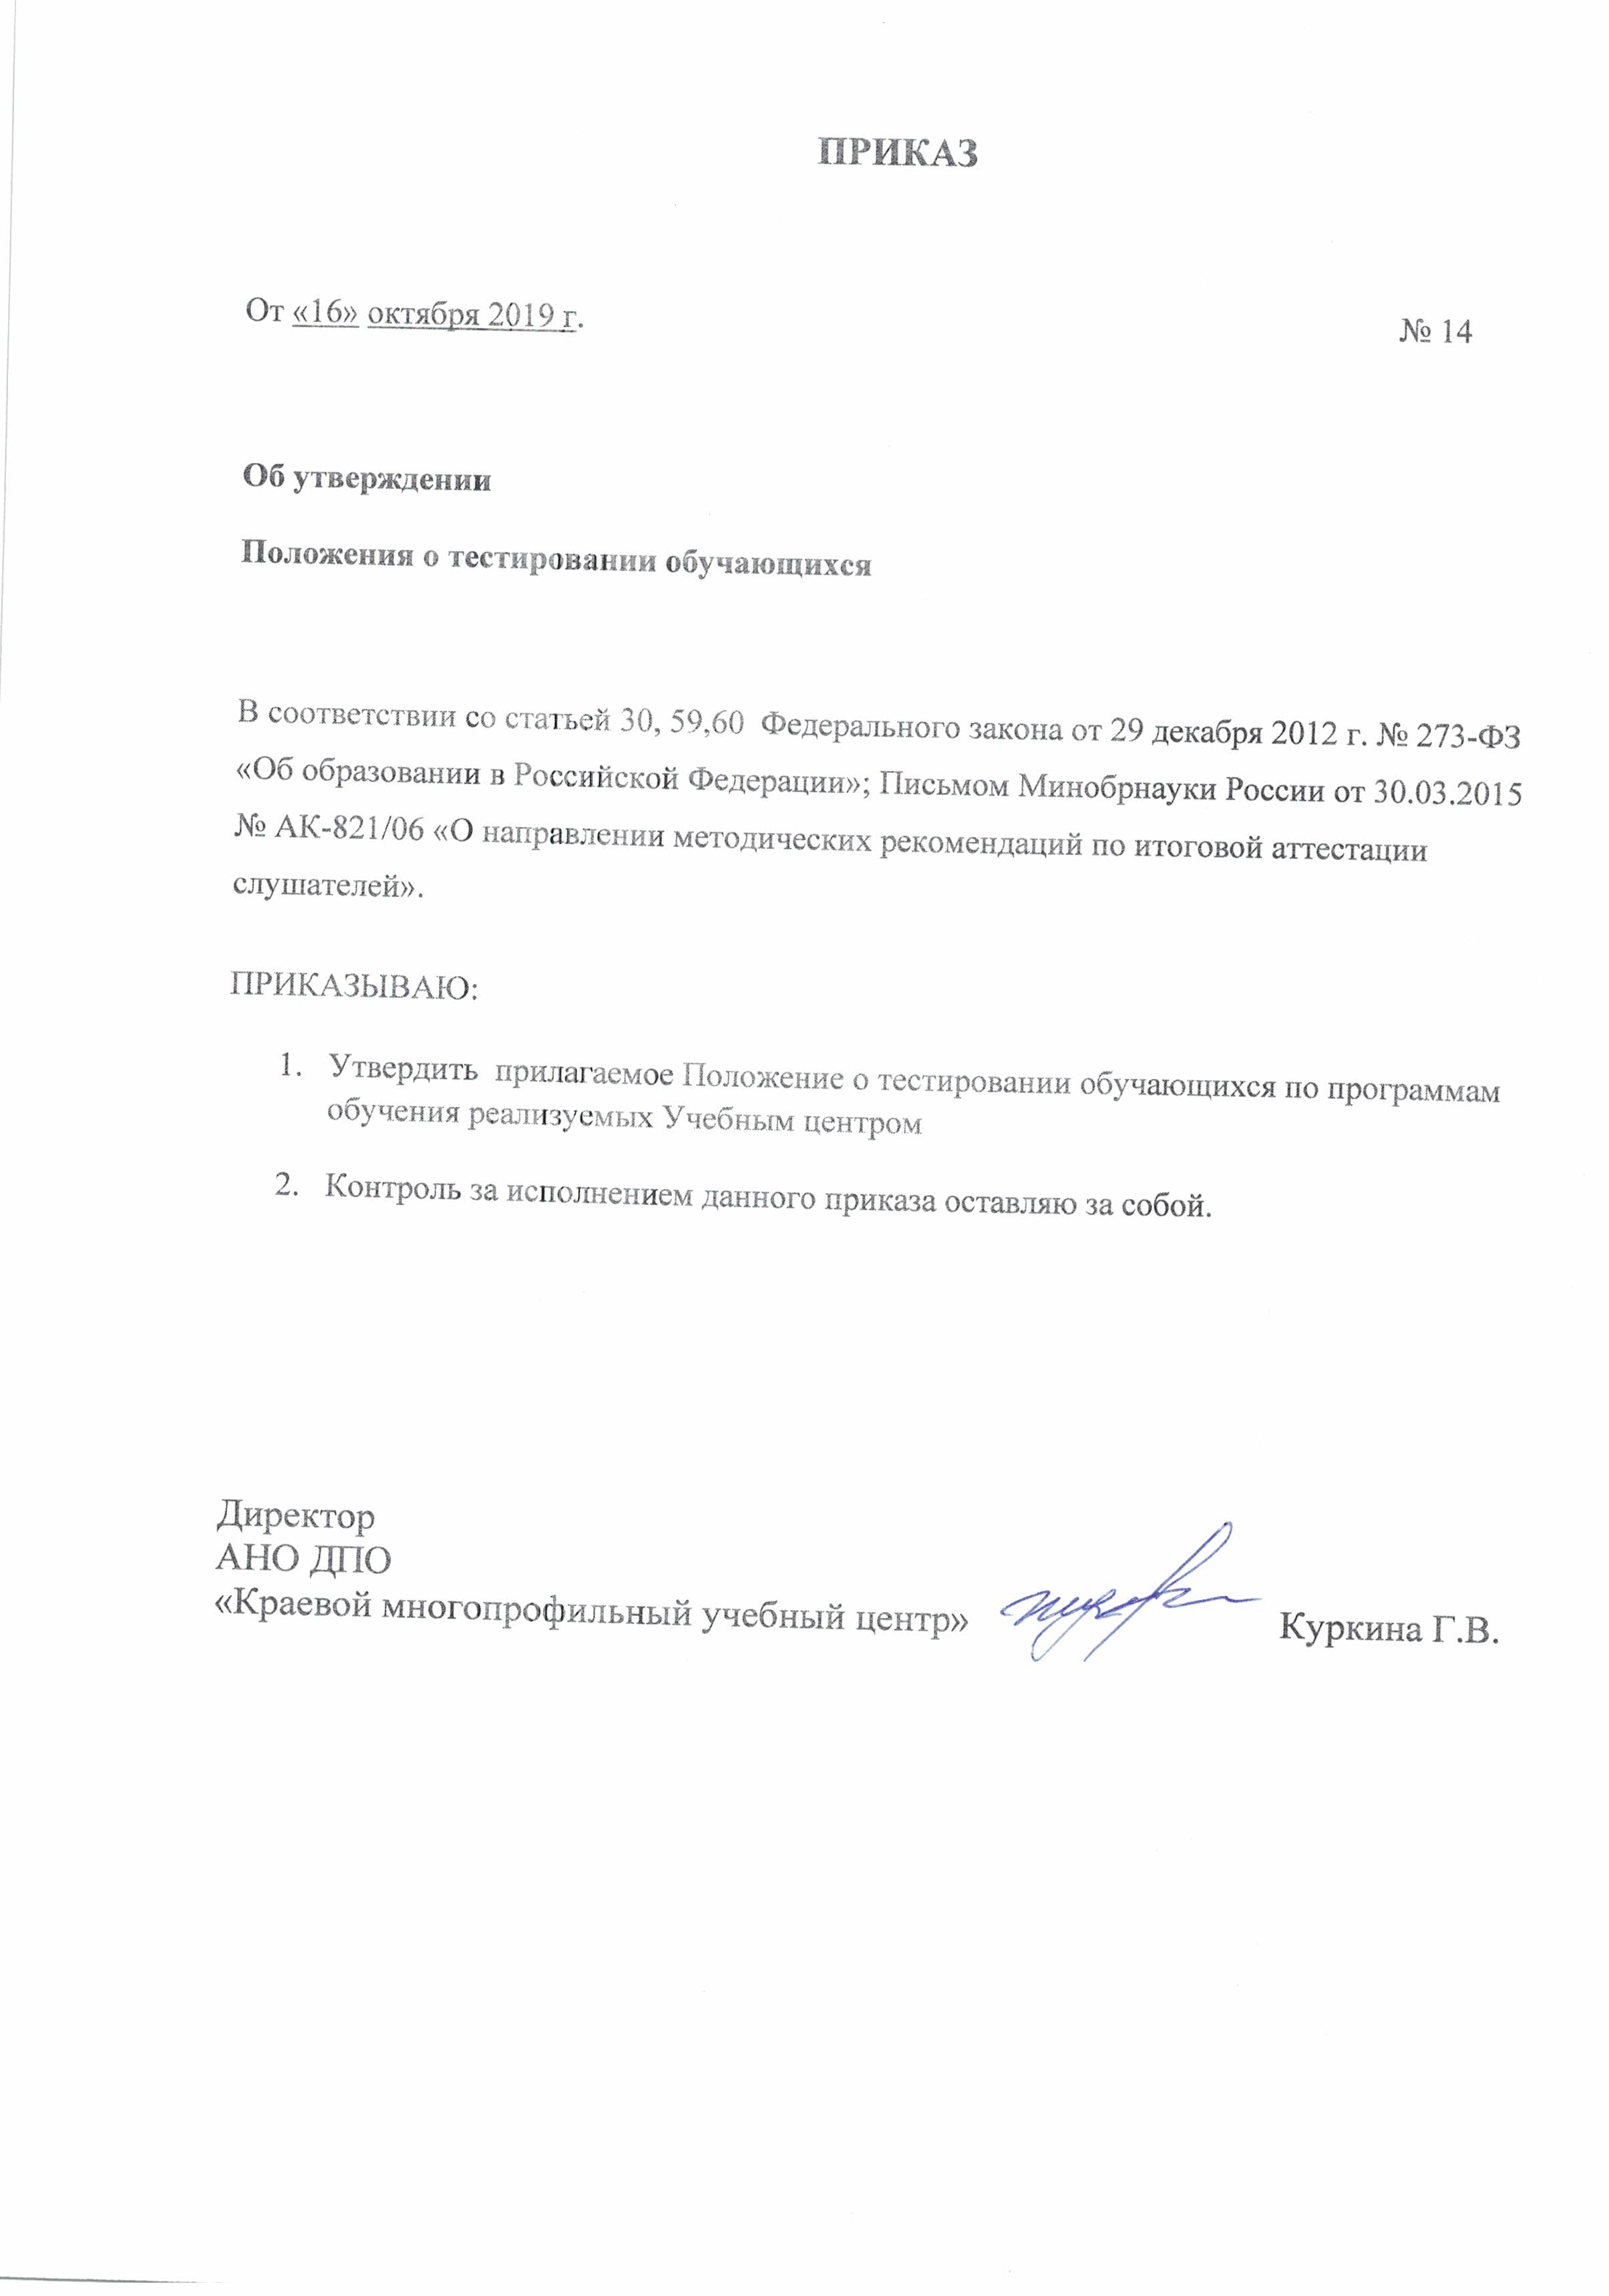 ПРИКАЗ
От «16» октября 2019 г.
№ 14
Об утверждении
Положения о тестировании обучающихся
В соответствии со статьей 30, 59,60 Федерального закона от 29 декабря 2012 г. № 273-ФЗ
«Об образовании в Российской Федерации»; Письмом Минобрнауки России от 30.03.2015
№ АК-821/06 «О направлении методических рекомендаций по итоговой аттестации
слушателей».
ПРИКАЗЫВАЮ:
1. Утвердить прилагаемое Положение о тестировании обучающихся по программам
обучения реализуемых Учебным центром
2. Контроль за исполнением данного приказа оставляю за собой.
Директор
АНО ДПО
«Краевой многопрофильный учебный центр» Куркина Г.В.